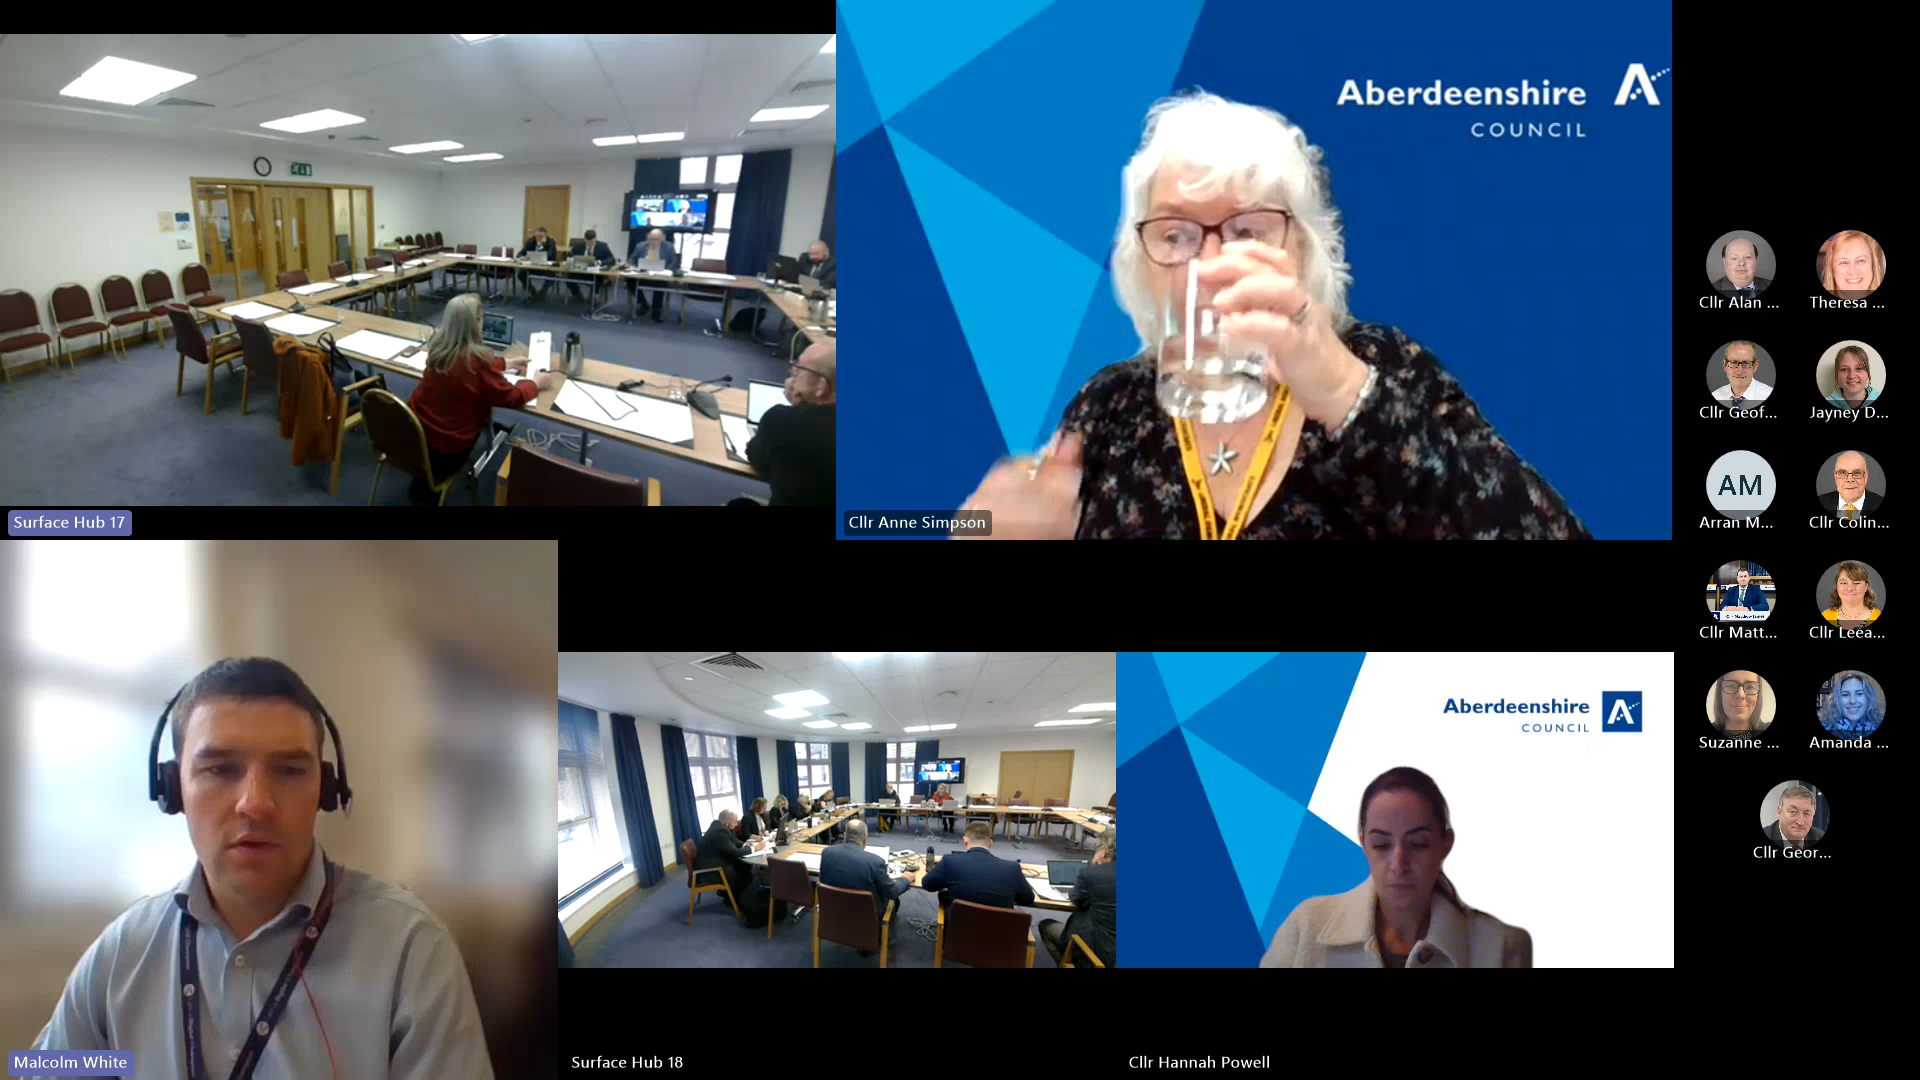 Aberdeenshire
COUNCIL
Surface Hub 17
Cllr Anne Simpson
Cllr Alan ...
Theresa ...
Cllr Geof...
Jayney D...
AM
Arran M...
Cllr Colin...
Cllr Matt...
Cllr Leea...
Suzanne ...
Amanda ...
Cllr Geor...
Aberdeenshire
COUNCIL
Malcolm White
Surface Hub 18
Cllr Hannah Powell